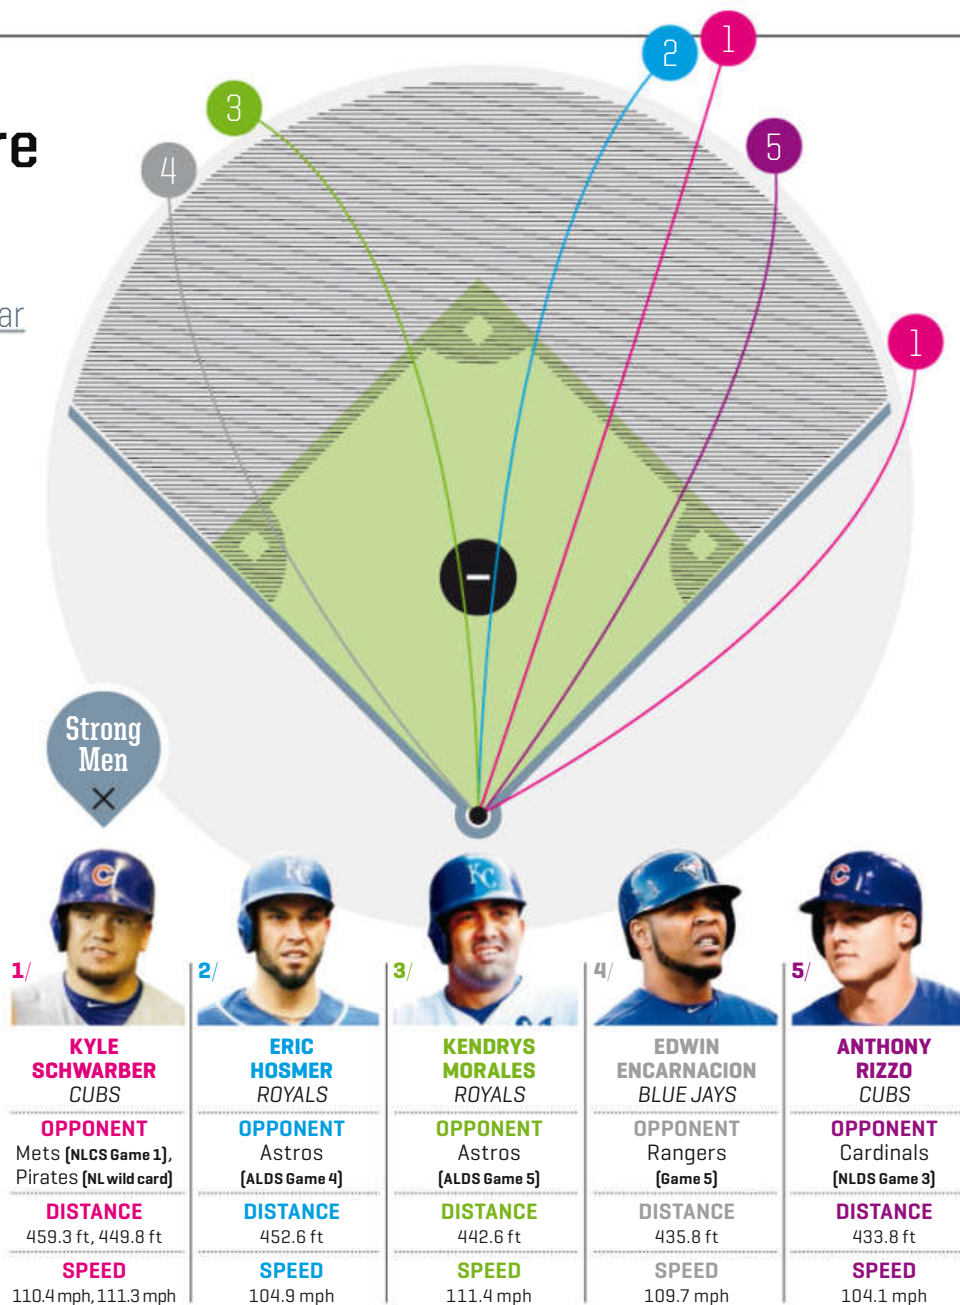 re
ar
2
1
3
5
4
1
Strong
Men
1/
2/
3/
4/
5/
KYLE
SCHWARBER
CUBS
OPPONENT
Mets (NLCS Game 1),
Pirates (NL wild card)
DISTANCE
459.3 ft, 449.8 ft
SPEED
110.4 mph, 111.3 mph
ERIC
HOSMER
ROYALS
OPPONENT
Astros
(ALDS Game 4)
DISTANCE
452.6 ft
SPEED
104.9 mph
KENDRYS
MORALES
ROYALS
OPPONENT
Astros
(ALDS Game 5)
DISTANCE
442.6 ft
SPEED
111.4 mph
EDWIN
ENCARNACION
BLUE JAYS
OPPONENT
Rangers
(Game 5)
DISTANCE
435.8 ft
SPEED
109.7 mph
ANTHONY
RIZZO
CUBS
OPPONENT
Cardinals
(NLDS Game 3)
DISTANCE
433.8 ft
SPEED
104.1 mph